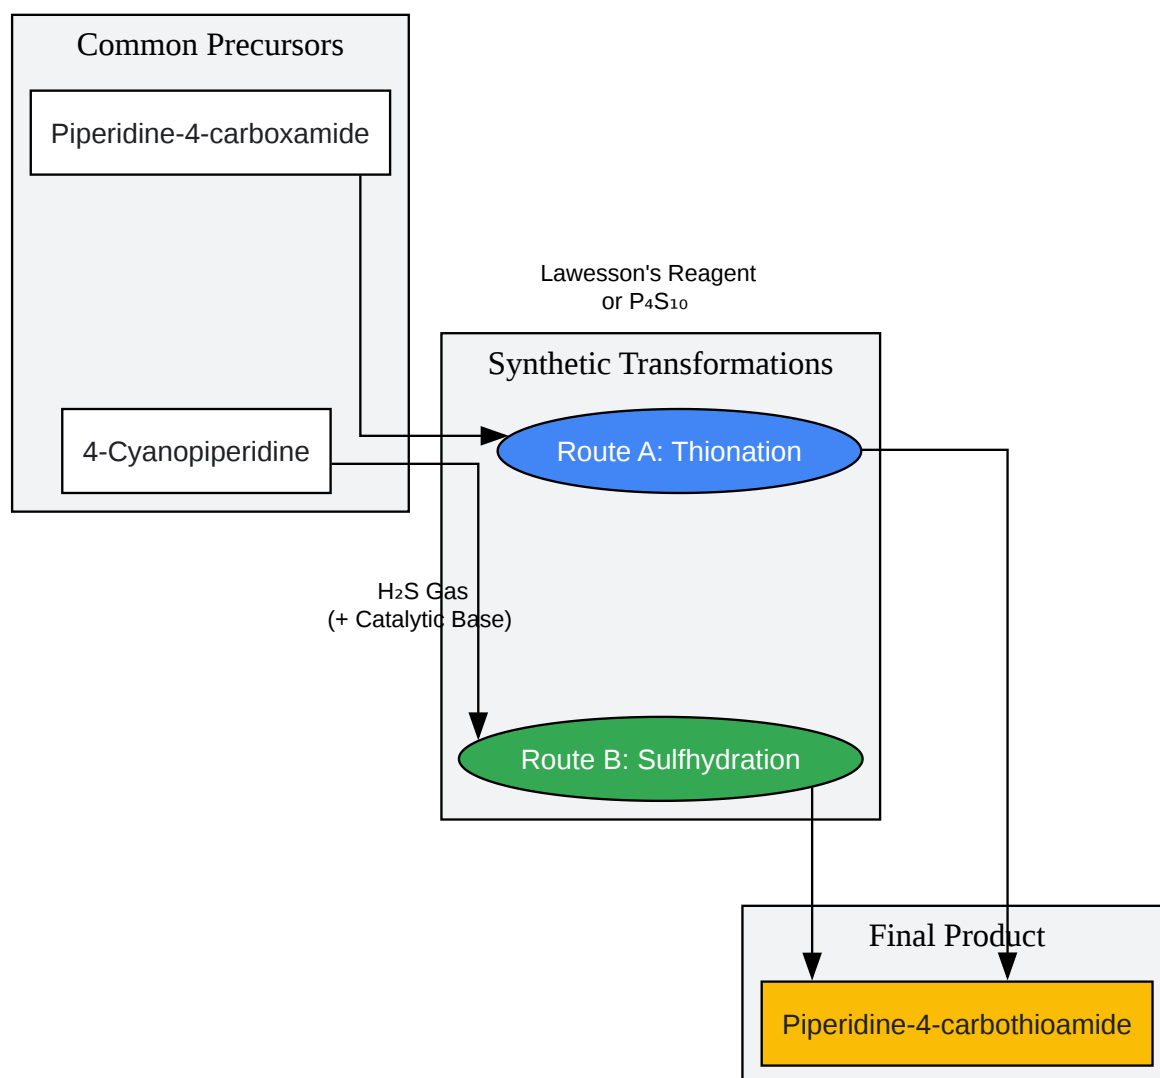 Common Precursors
Piperidine-4-carboxamide
Lawesson's Reagent
or P₄S₁₀
Synthetic Transformations
4-Cyanopiperidine
Route A: Thionation
H₂S Gas
(+ Catalytic Base)
Route B: Sulfhydration
Final Product
Piperidine-4-carbothioamide